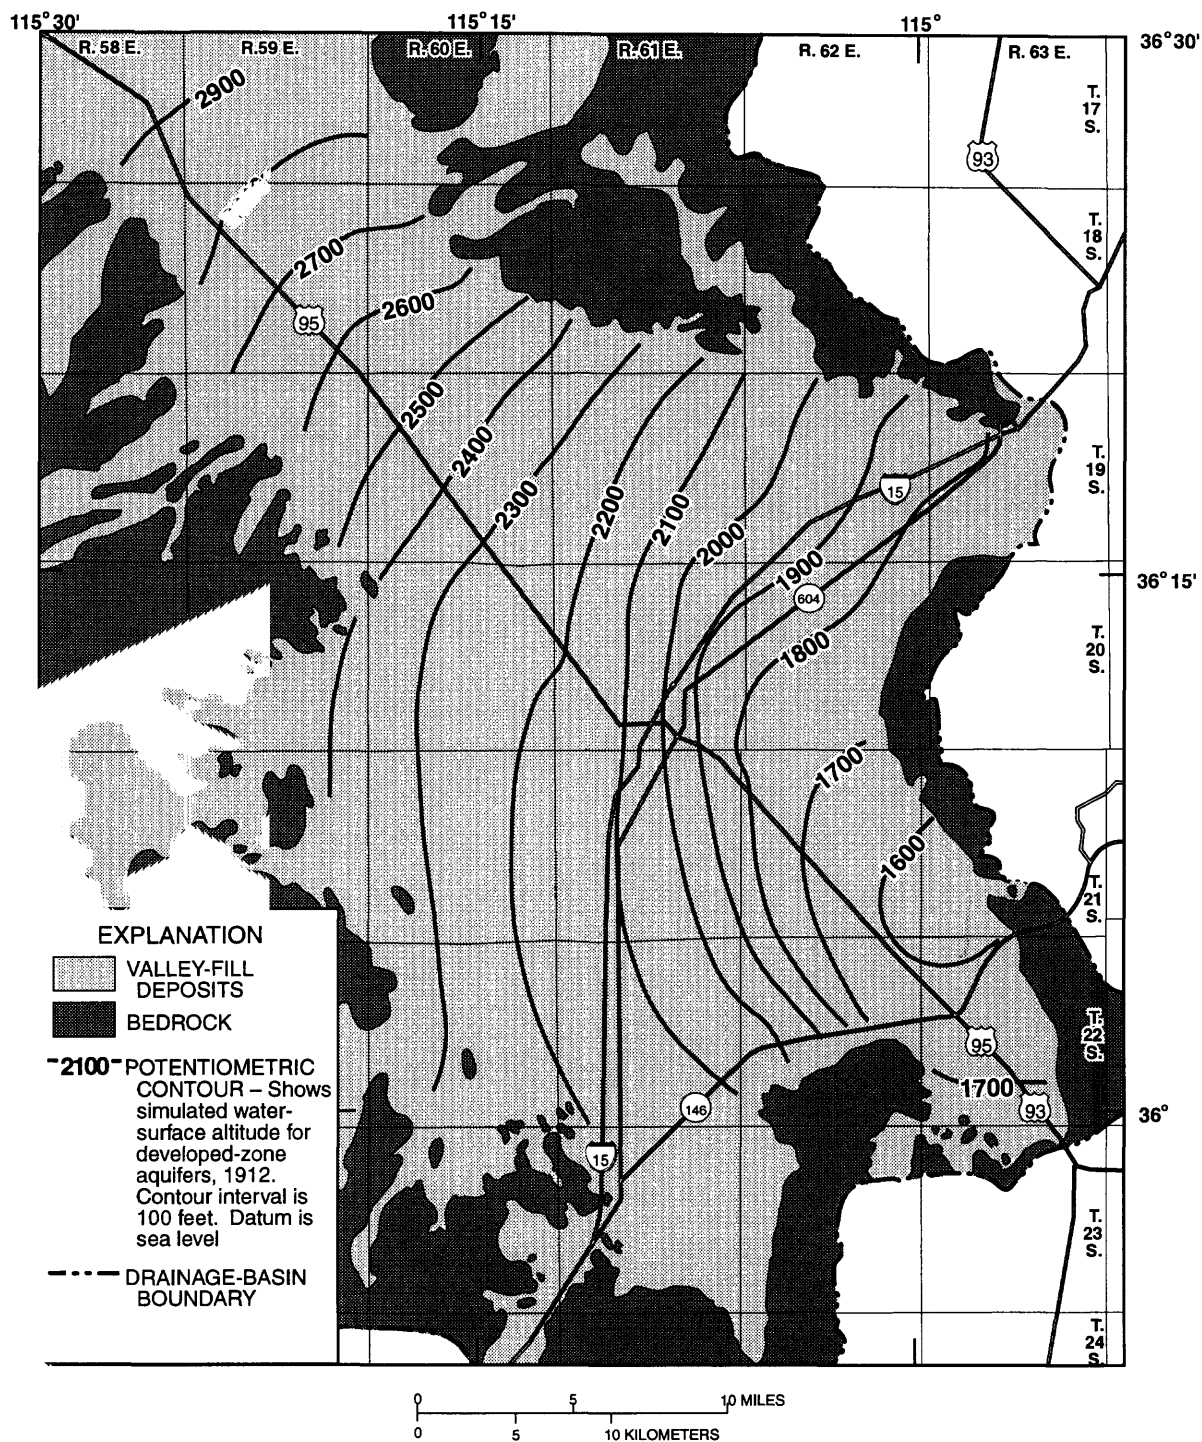 115° 30'
115° 15'
115°
36° 30'
R. 58 E.
R. 59 E.
R. 60 E.
R. 61 E.
R. 62 E.
R. 63 E.
T.
17
S.
2900
93
T.
18
S.
2700
2600
95
2500
2400
2300
2200
2100
2000
1900
1800
15
604
T.
19
S.
36° 15'
T.
20
S.
1700
1600
T.
21
S.
EXPLANATION
VALLEY-FILL
DEPOSITS
BEDROCK
2100
POTENTIOMETRIC
CONTOUR – Shows
simulated water-
surface altitude for
developed-zone
aquifers, 1912.
Contour interval is
100 feet. Datum is
sea level
DRAINAGE-BASIN
BOUNDARY
T.
22
S.
95
1700
93
146
15
36°
T.
23
S.
T.
24
S.
0 5 10 MILES
0 5 10 KILOMETERS